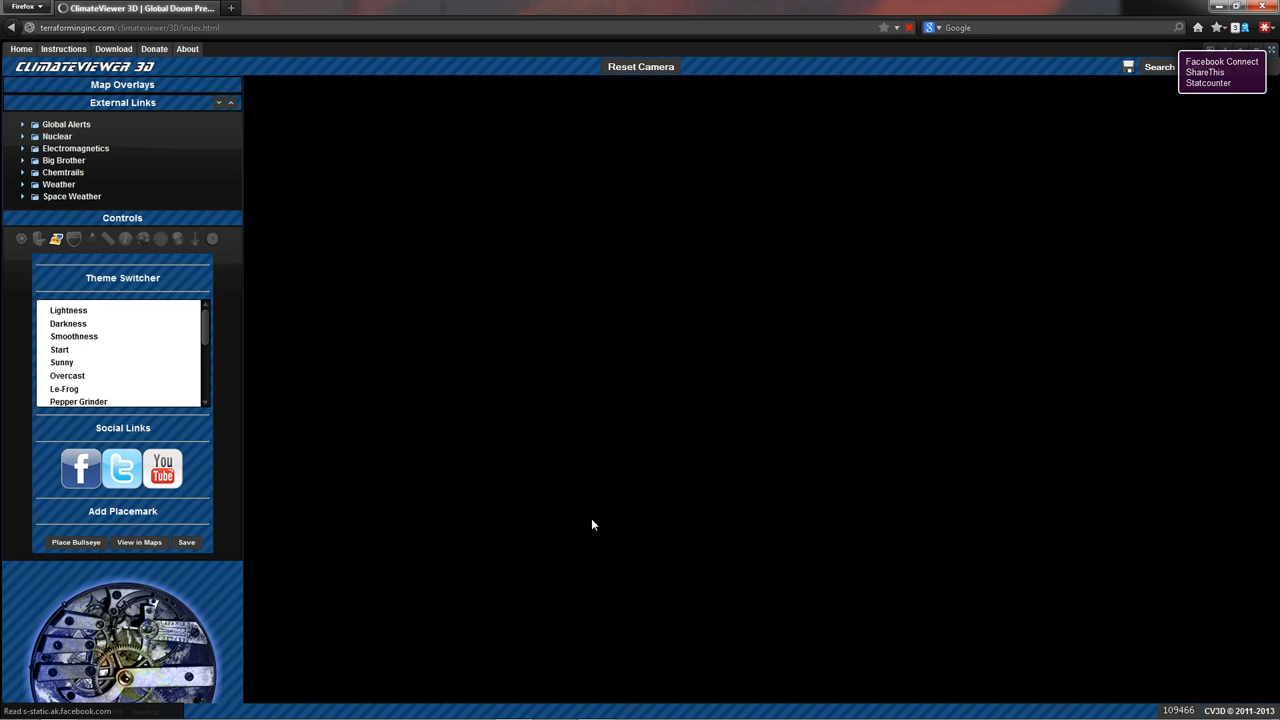 Firefox
ClimateViewer 3D | Global Doom Pre...
terraforminginc.com/climateviewer/3D/index.html
Google
Home Instructions Download Donate About
CLIMATEVIEWER 3D
Reset Camera
Search
Facebook Connect
ShareThis
Statcounter
Map Overlays
External Links
Global Alerts
Nuclear
Electromagnetics
Big Brother
Chemtrails
Weather
Space Weather
Controls
Theme Switcher
Lightness
Darkness
Smoothness
Start
Sunny
Overcast
Le-Frog
Pepper Grinder
Social Links
You
Tube
Add Placemark
Place Bullseye View in Maps Save
Read s-static.ak.facebook.com
109466 CV3D © 2011-2013